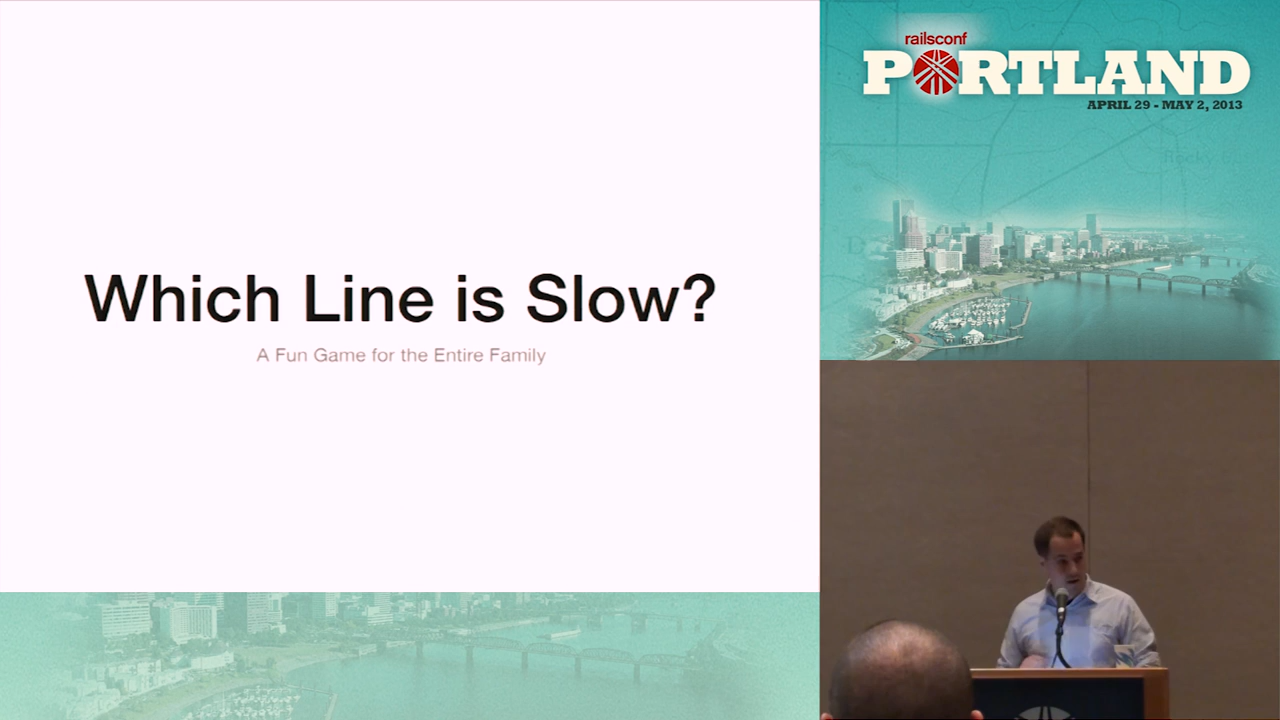 Which Line is Slow?
A Fun Game for the Entire Family
railsconf
PORTLAND
APRIL 29 - MAY 2, 2013